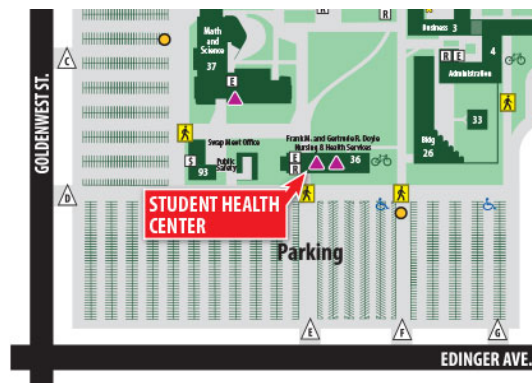 R
R
Business 3
Math
and
Science
37
4
R E
Administration
C
E
GOLDENWEST ST.
33
Swap Meet Office
Frank M. and Gertrude R. Doyle
Nursing & Health Services
Bldg
26
S
93
Public
Safety
E
R
36
D
STUDENT HEALTH
CENTER
Parking
E
F
G
EDINGER AVE.